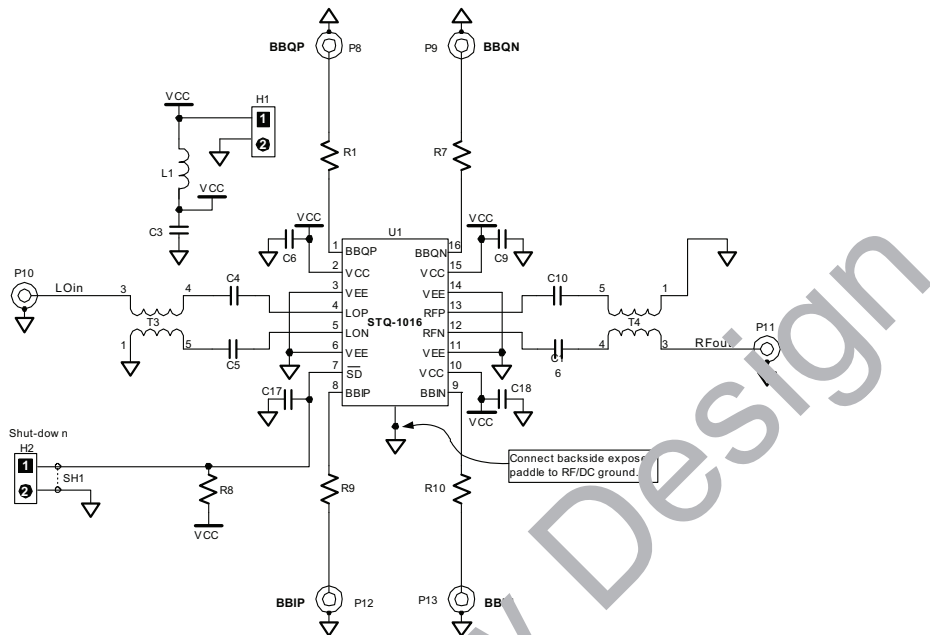 BBQP P8
P9 BBQN
VCC
H1
1
2
L1
VCC
C3
R1
R7
VCC
C6
U1
VCC
C9
1 BBQP
2 VCC
3 VEE
4 LOP
5 LON
6 VEE
7 SD
8 BBIP
STQ-1016
BBQN 16
VCC 15
VEE 14
RFP 13
RFN 12
VEE 11
VCC 10
BBIN 9
P10
LOin
3 4
C4
T3
1 5
C5
C10
5 1
T4
4 3
C1
6
RFout
P11
C17
C18
VCC
Shut-down
H2
1
2
SH1
R8
VCC
R9
R10
Connect backside
paddle to RF/DC ground.
BBIP P12
P13
Design